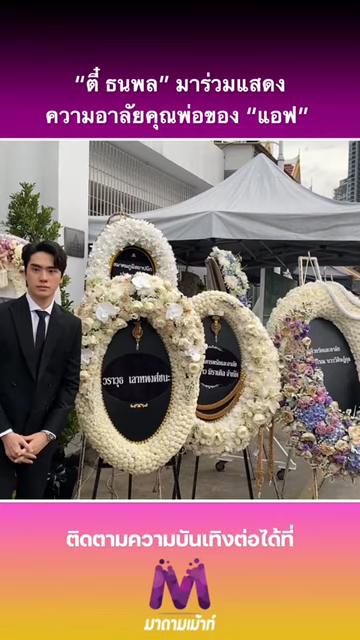 “ตี๋ ธนพล” มาร่วมแสดง
ความอาลัยคุณพ่อของ “แอฟ”
วราวุธ เลาหพงศ์ชนะ
ติดตามความบันเทิงต่อได้ที่
M
มาดามเม้าท์